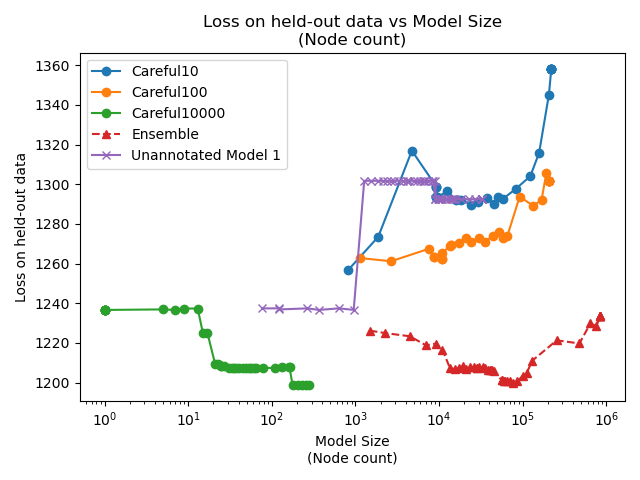 Loss on held-out data vs Model Size
(Node count)
Loss on held-out data
1360
1340
1320
1300
1280
1260
1240
1220
1200
Careful10
Careful100
Careful10000
Ensemble
Unannotated Model 1
10^0 10^1 10^2 10^3 10^4 10^5 10^6
Model Size
(Node count)